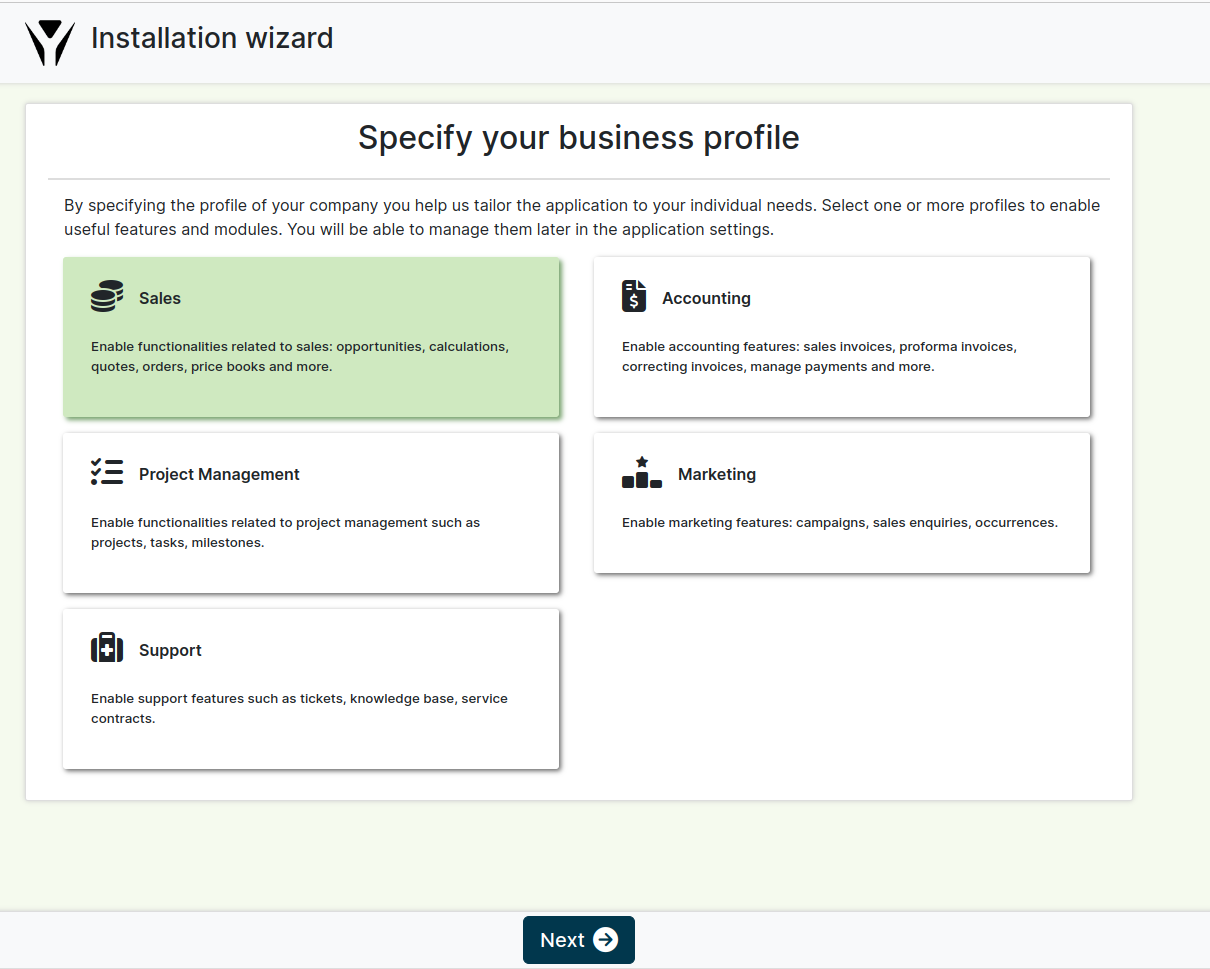 Installation wizard
Specify your business profile
By specifying the profile of your company you help us tailor the application to your individual needs. Select one or more profiles to enable
useful features and modules. You will be able to manage them later in the application settings.
Sales
Enable functionalities related to sales: opportunities, calculations,
quotes, orders, price books and more.
Accounting
Enable accounting features: sales invoices, proforma invoices,
correcting invoices, manage payments and more.
Project Management
Enable functionalities related to project management such as
projects, tasks, milestones.
Marketing
Enable marketing features: campaigns, sales enquiries, occurrences.
Support
Enable support features such as tickets, knowledge base, service
contracts.
Next